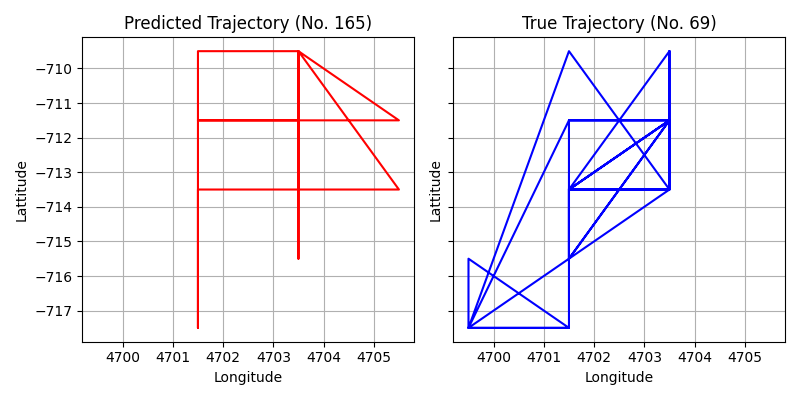 Predicted Trajectory (No. 165)
True Trajectory (No. 69)
−710
−711
−712
−713
−714
−715
−716
−717
Lattitude
Lattitude
4700 4701 4702 4703 4704 4705
4700 4701 4702 4703 4704 4705
Longitude
Longitude